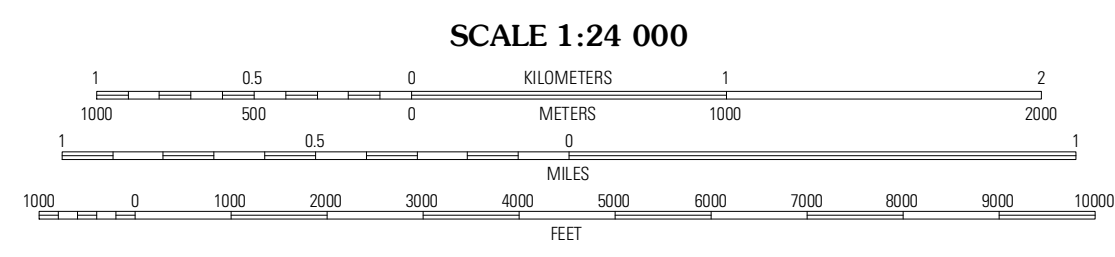 SCALE 1:24 000
1 0.5 0 KILOMETERS 1 2
1000 500 0 METERS 1000 2000
1 0.5 0 1
MILES
1000 0 1000 2000 3000 4000 5000 6000 7000 8000 9000 10000
FEET